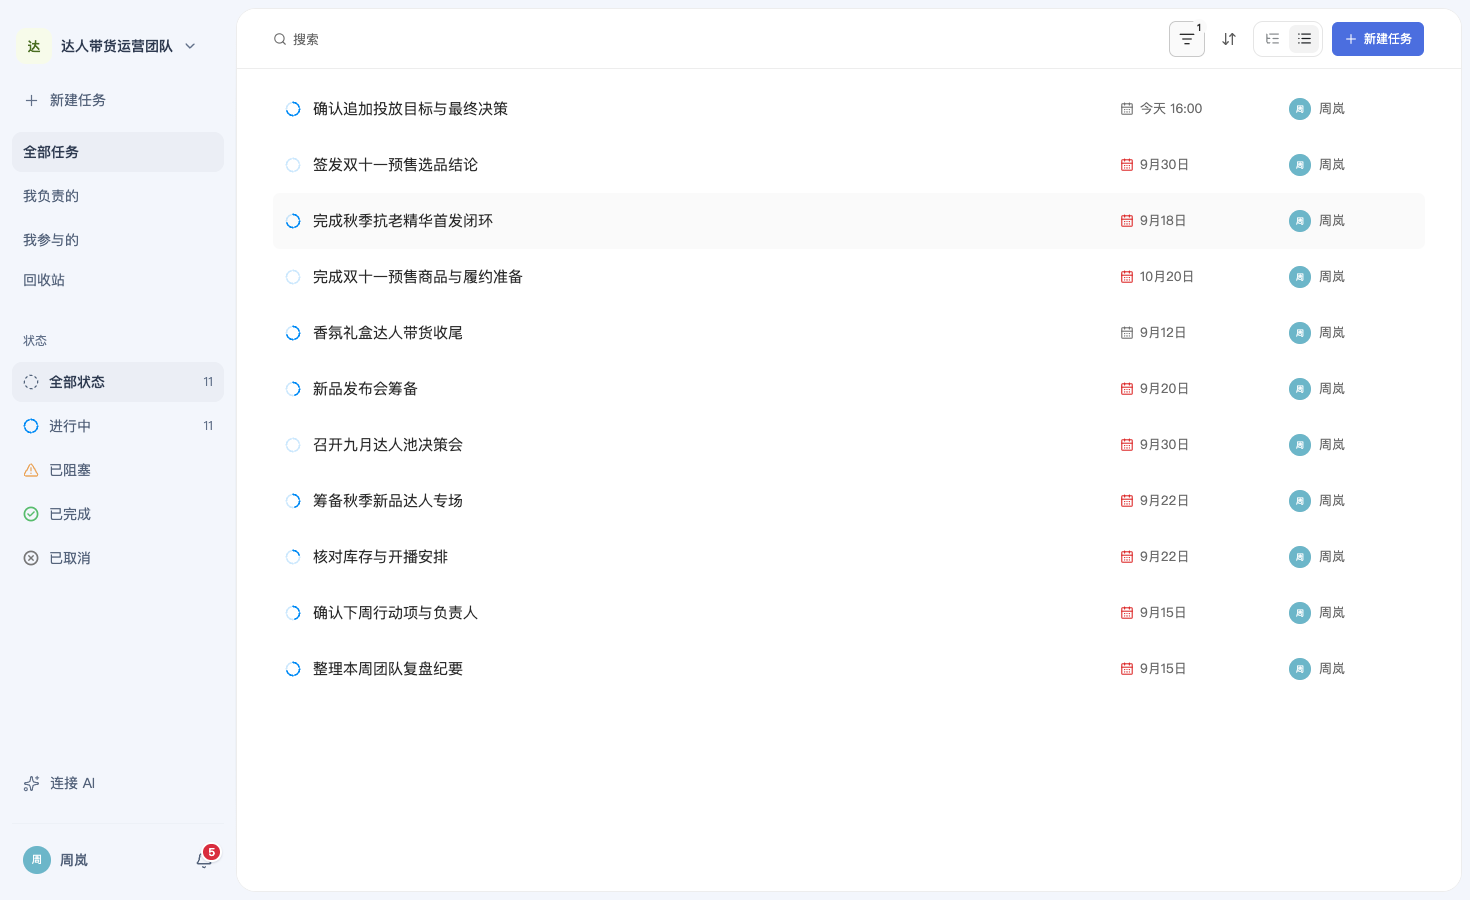 达
达人带货运营团队
新建任务
全部任务
我负责的
我参与的
回收站
状态
全部状态 11
进行中 11
已阻塞
已完成
已取消
连接 AI
周
周岚
5
搜索
1
新建任务
确认追加投放目标与最终决策 今天 16:00 周 周岚
签发双十一预售选品结论 9月30日 周 周岚
完成秋季抗老精华首发闭环 9月18日 周 周岚
完成双十一预售商品与履约准备 10月20日 周 周岚
香氛礼盒达人带货收尾 9月12日 周 周岚
新品发布会筹备 9月20日 周 周岚
召开九月达人池决策会 9月30日 周 周岚
筹备秋季新品达人专场 9月22日 周 周岚
核对库存与开播安排 9月22日 周 周岚
确认下周行动项与负责人 9月15日 周 周岚
整理本周团队复盘纪要 9月15日 周 周岚